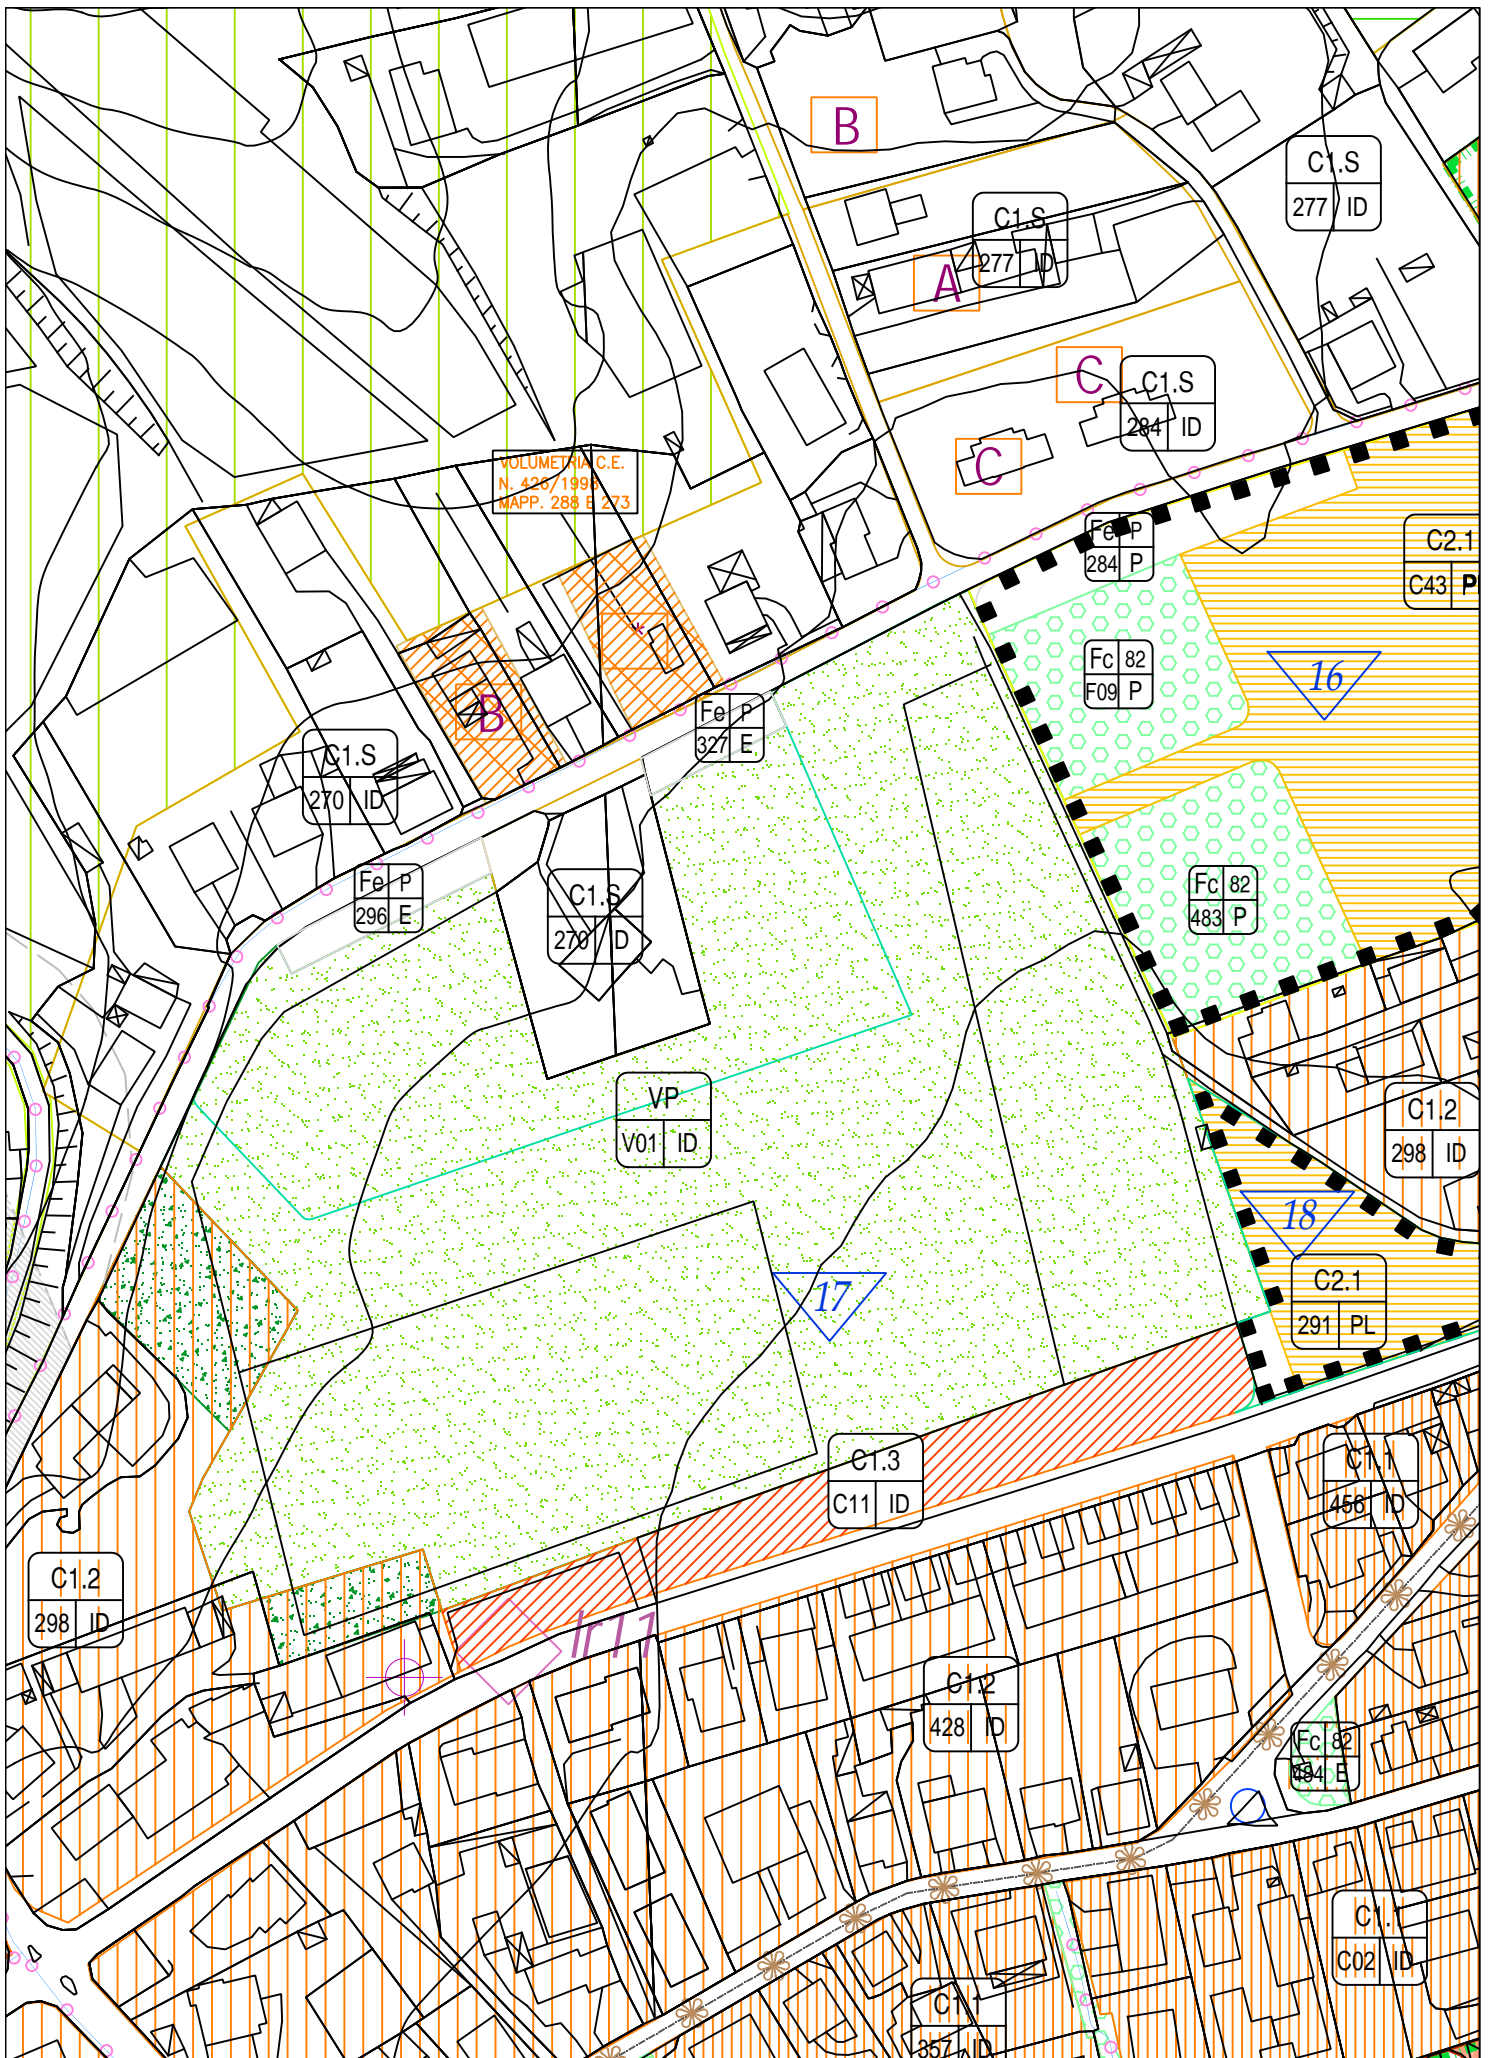 B
C1.S
277 ID
C1.S
277 ID
A
C
C1.S
284 ID
C
VOLUMETRIA C.E.
N. 426/1998
MAPP. 288 E 273
Fe P
284 P
C2.1
C43
Fc 82
F09 P
16
*
B
Fe P
327 E
C1.S
270 ID
Fe P
296 E
C1.S
270 ID
Fc 82
483 P
VP
V01 ID
C1.2
298 ID
18
17
C2.1
291 PL
C1.3
C11 ID
C1.1
456 ID
C1.2
298 ID
Ir11
C1.2
428 ID
Fc 82
484 E
C1.1
C02 ID
C1.1
357 ID